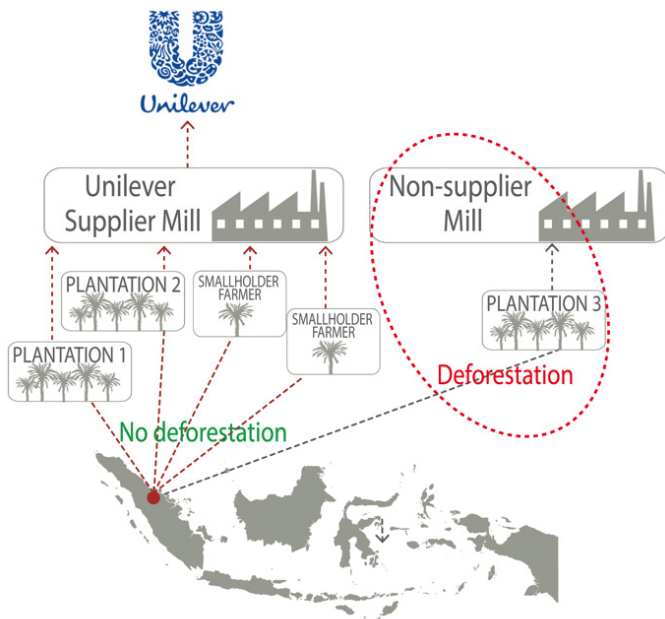 Unilever
Unilever
Supplier Mill
Non-supplier
Mill
PLANTATION 2
SMALLHOLDER
FARMER
PLANTATION 3
SMALLHOLDER
FARMER
PLANTATION 1
Deforestation
No deforestation